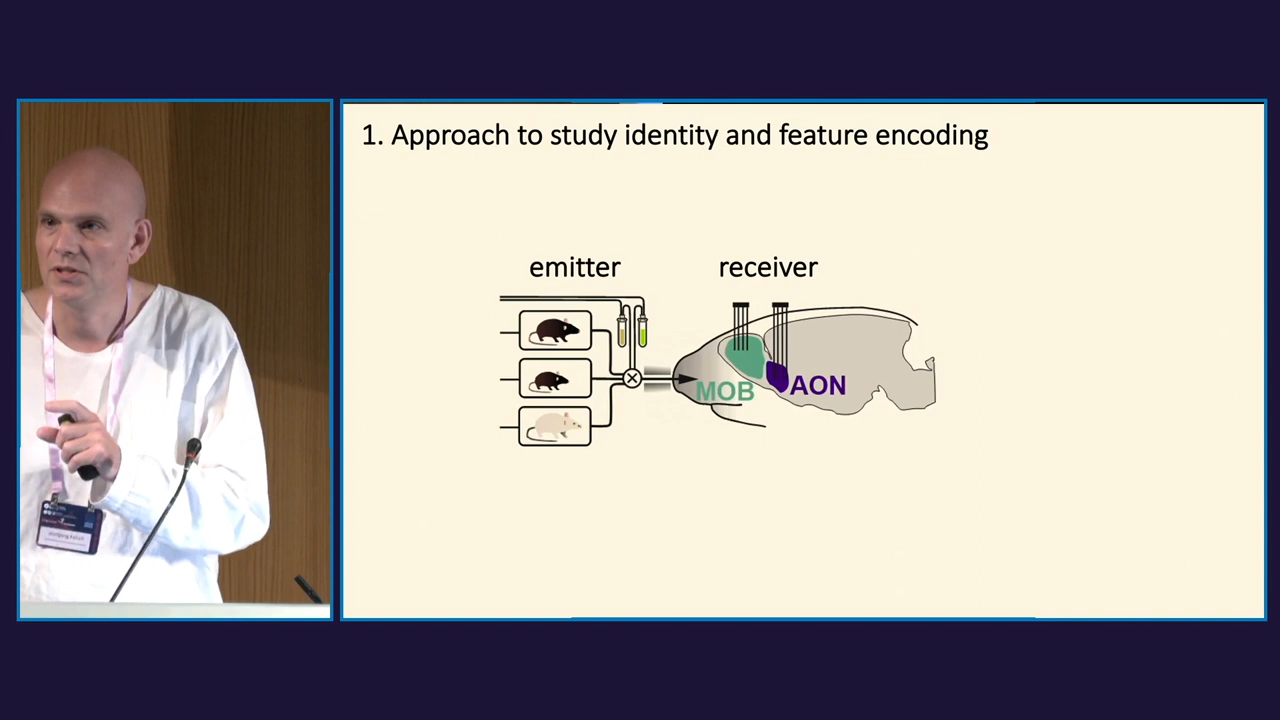 1. Approach to study identity and feature encoding
emitter
receiver
MOB
AON